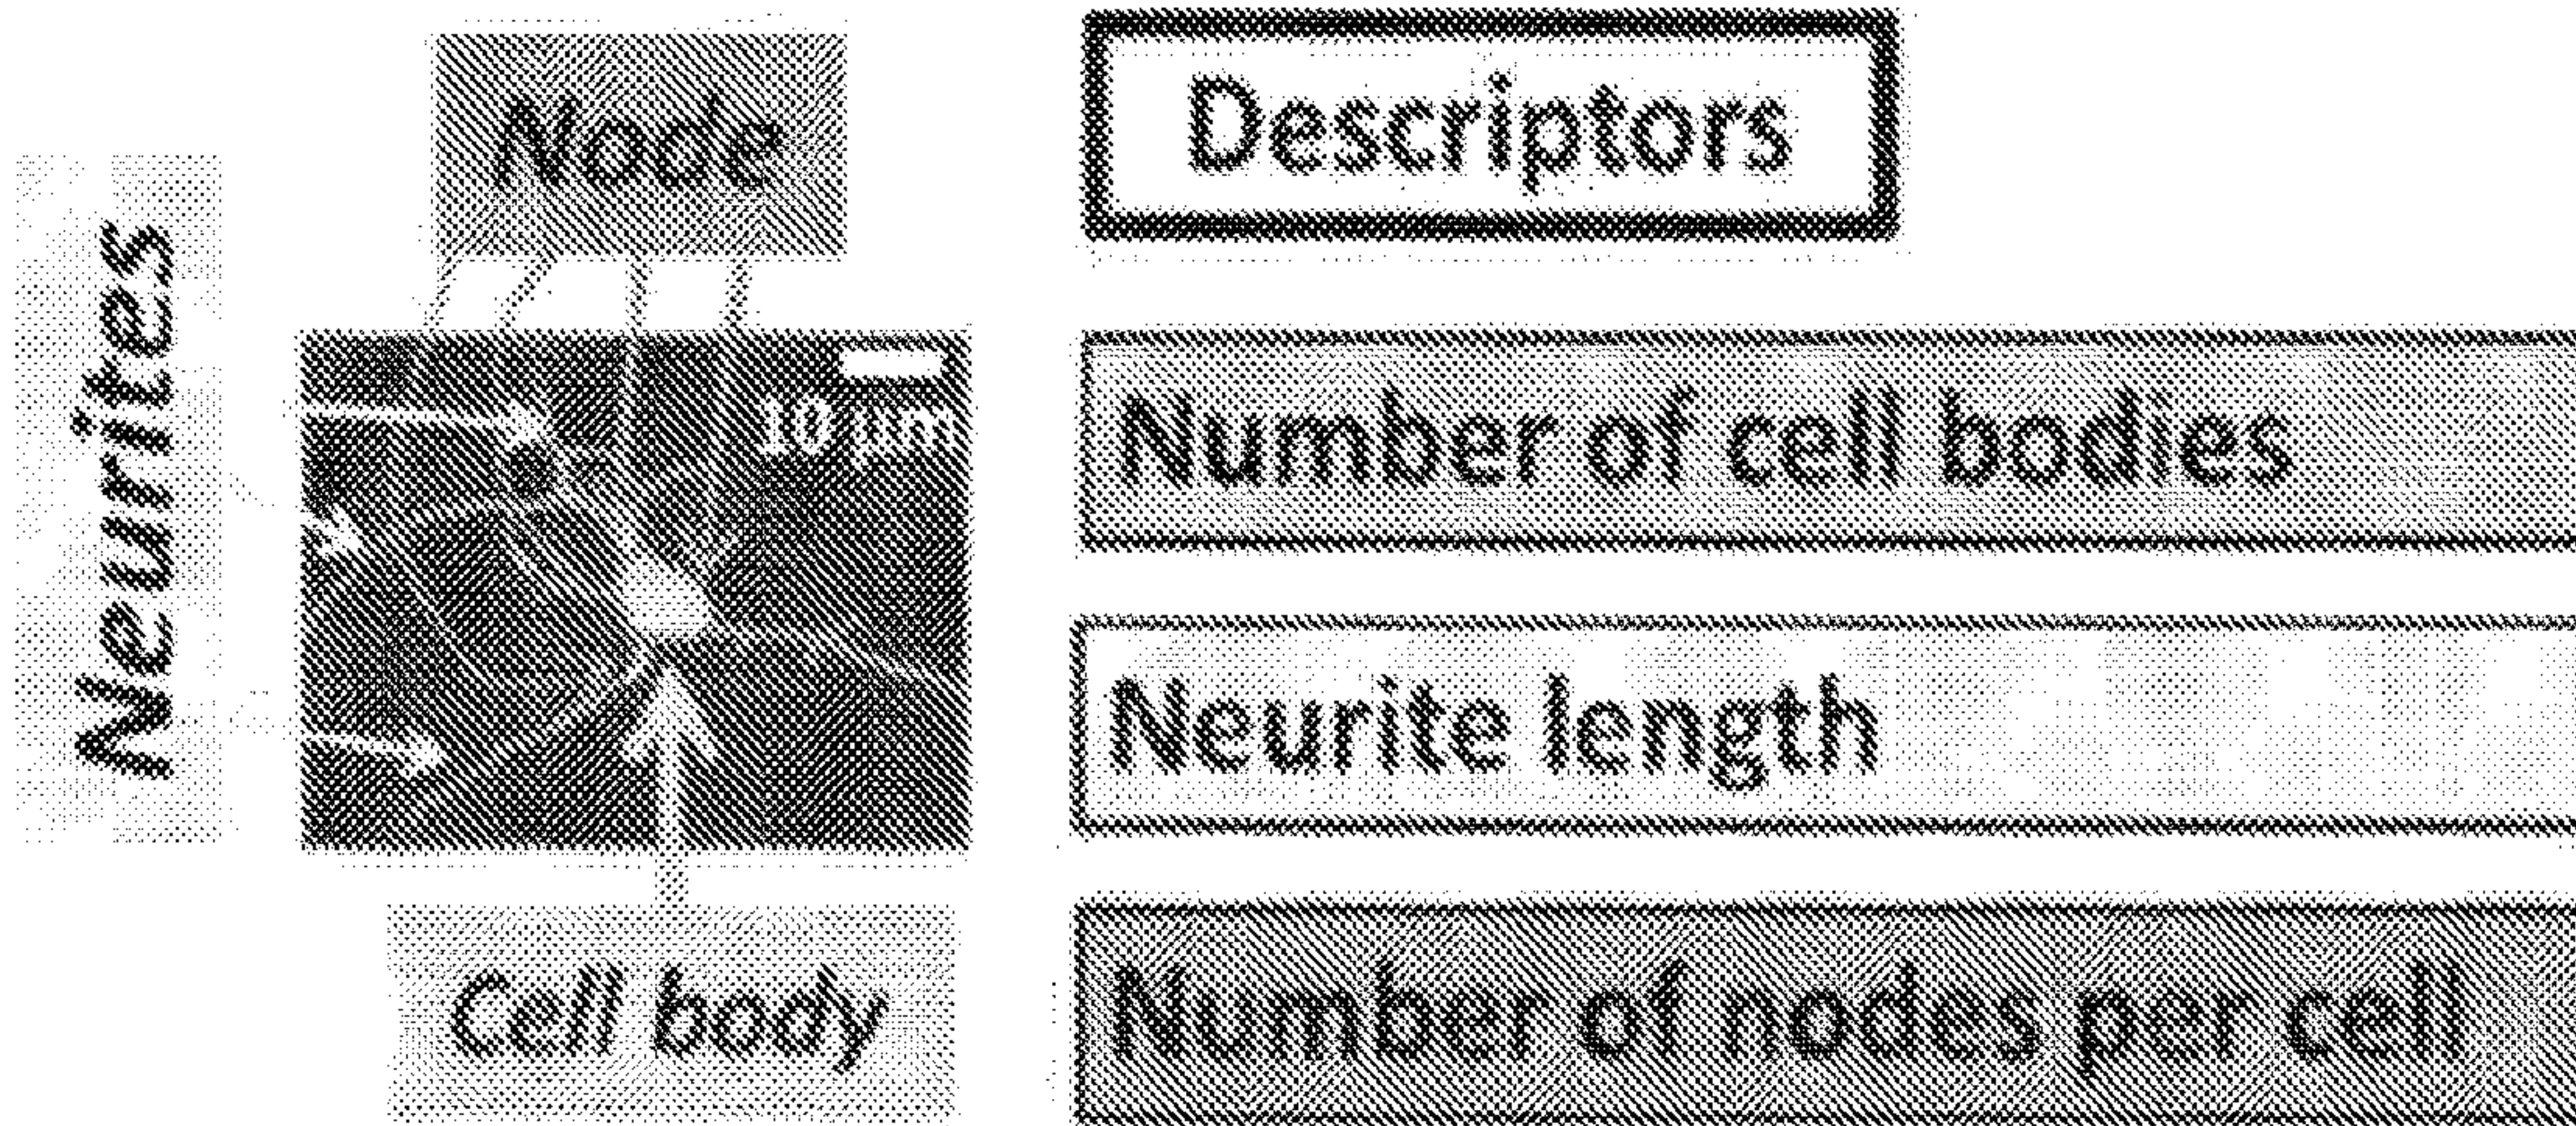 Node
Descriptors
Neurites
10 µm
Number of cell bodies
Neurite length
Cell body
Number of nodes per cell